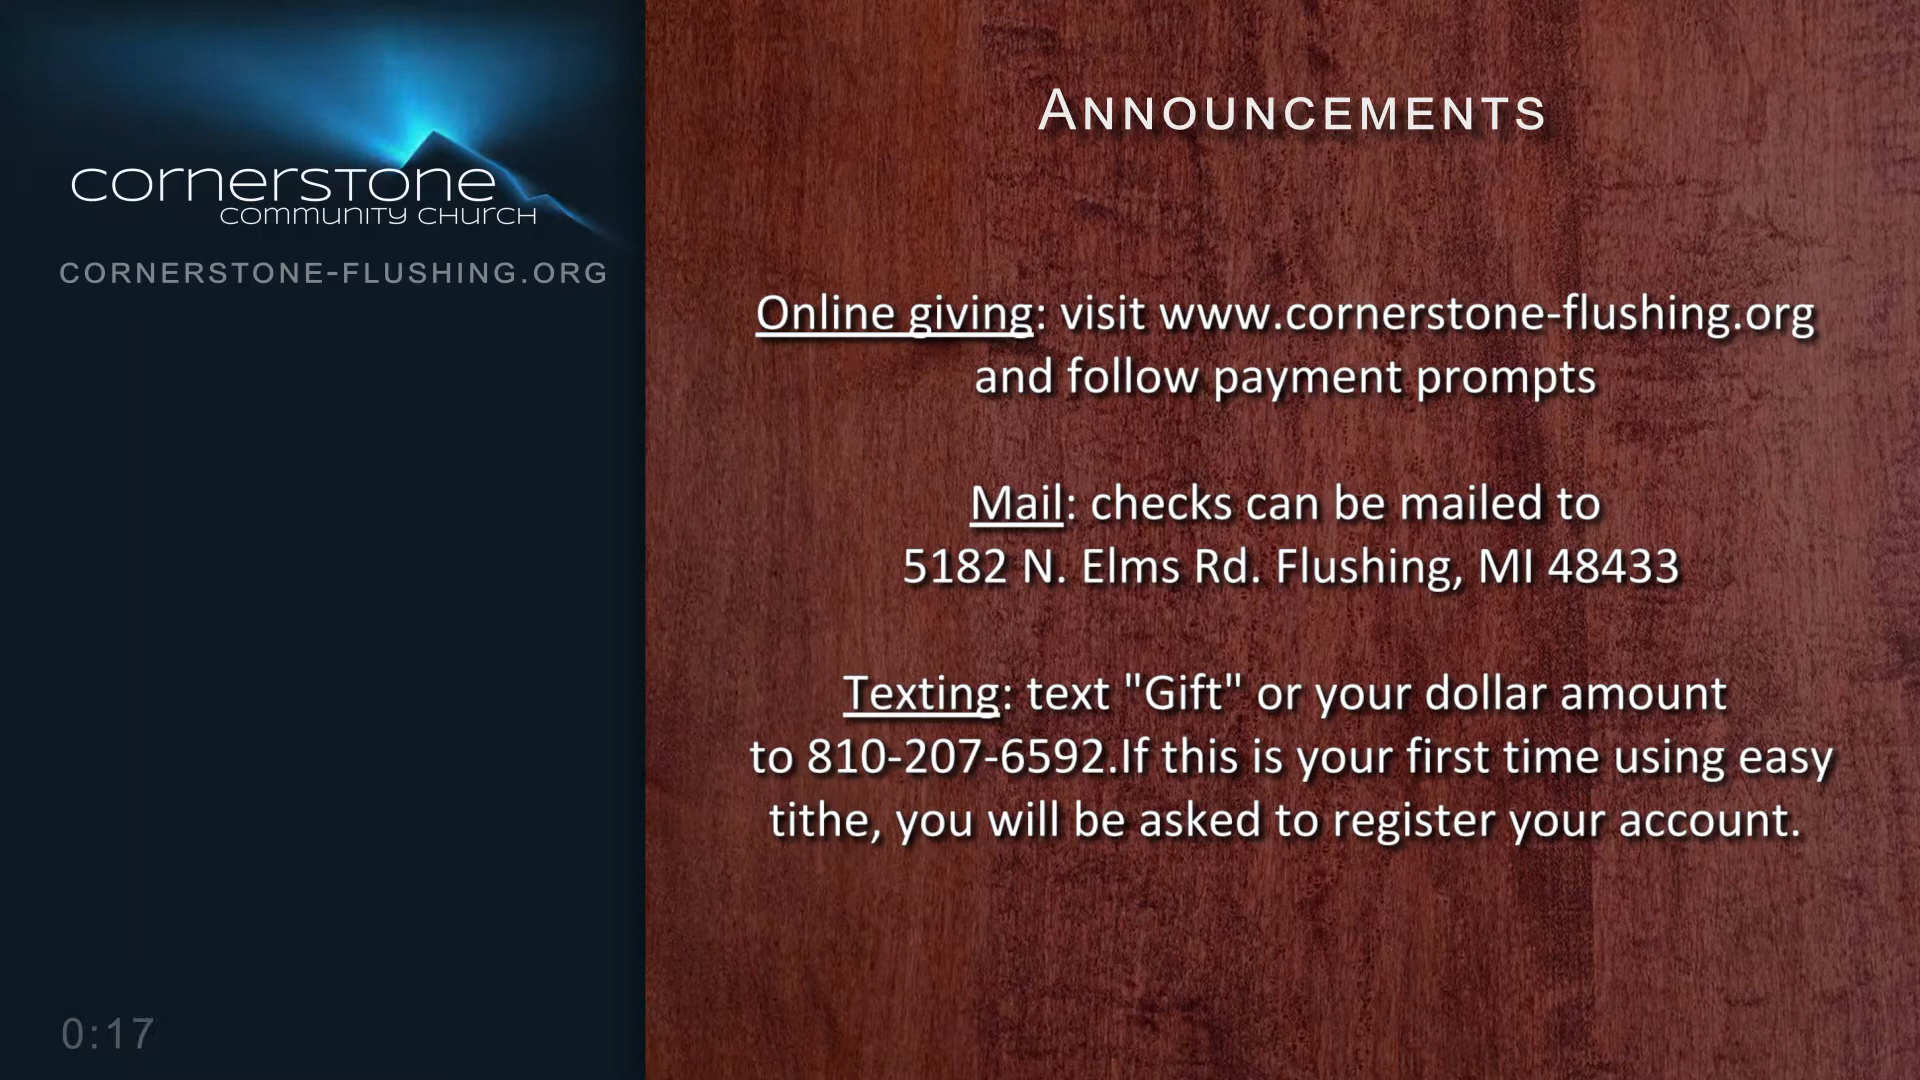 cornerstone
community church
CORNERSTONE-FLUSHING.ORG
0:17
ANNOUNCEMENTS
Online giving: visit www.cornerstone-flushing.org
and follow payment prompts
Mail: checks can be mailed to
5182 N. Elms Rd. Flushing, MI 48433
Texting: text "Gift" or your dollar amount
to 810-207-6592.If this is your first time using easy
tithe, you will be asked to register your account.